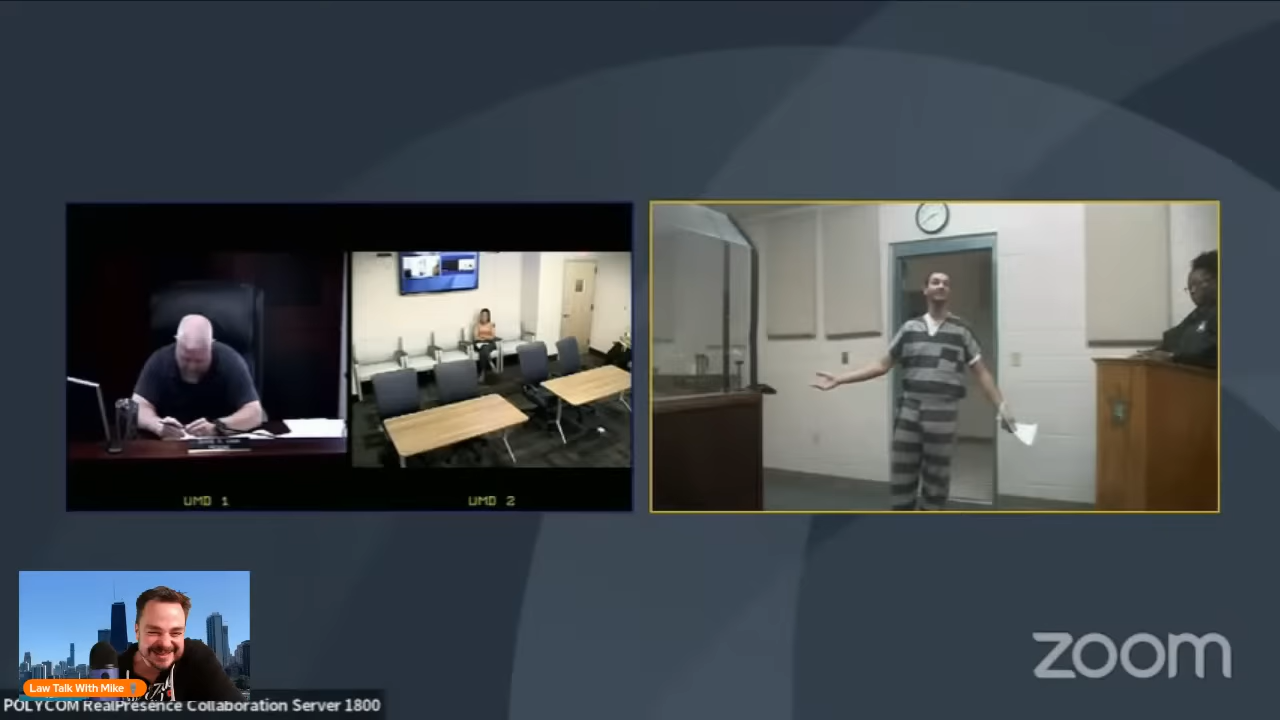 UMD 1
UMD 2
zoom
Law Talk With Mike
POLYCOM RealPresence Collaboration Server 1800